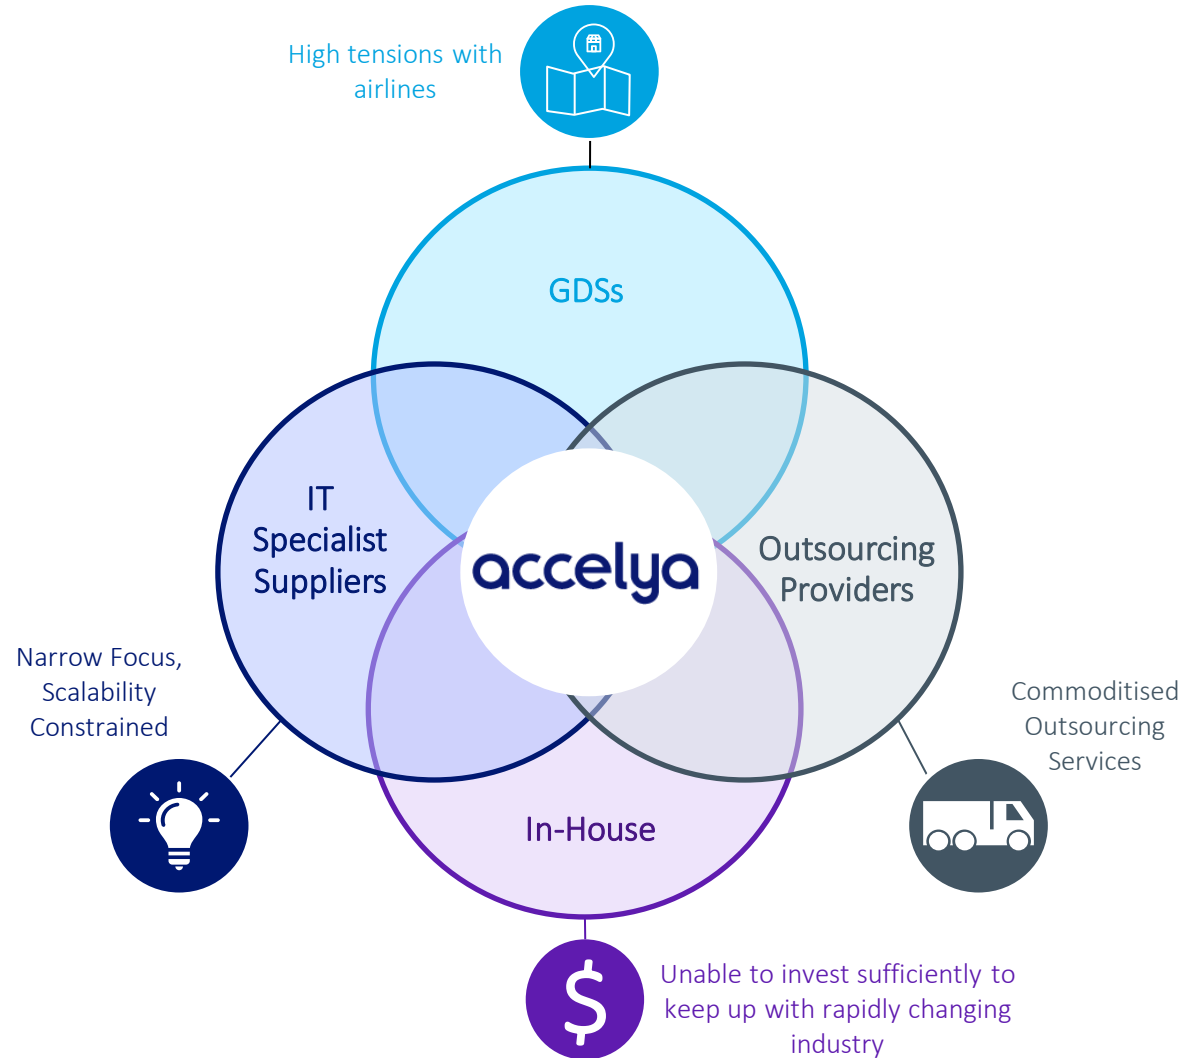 High tensions with
airlines
GDSs
IT
Specialist
Suppliers
accelya
Outsourcing
Providers
Narrow Focus,
Scalability
Constrained
Commoditised
Outsourcing
Services
In-House
$
Unable to invest sufficiently to
keep up with rapidly changing
industry